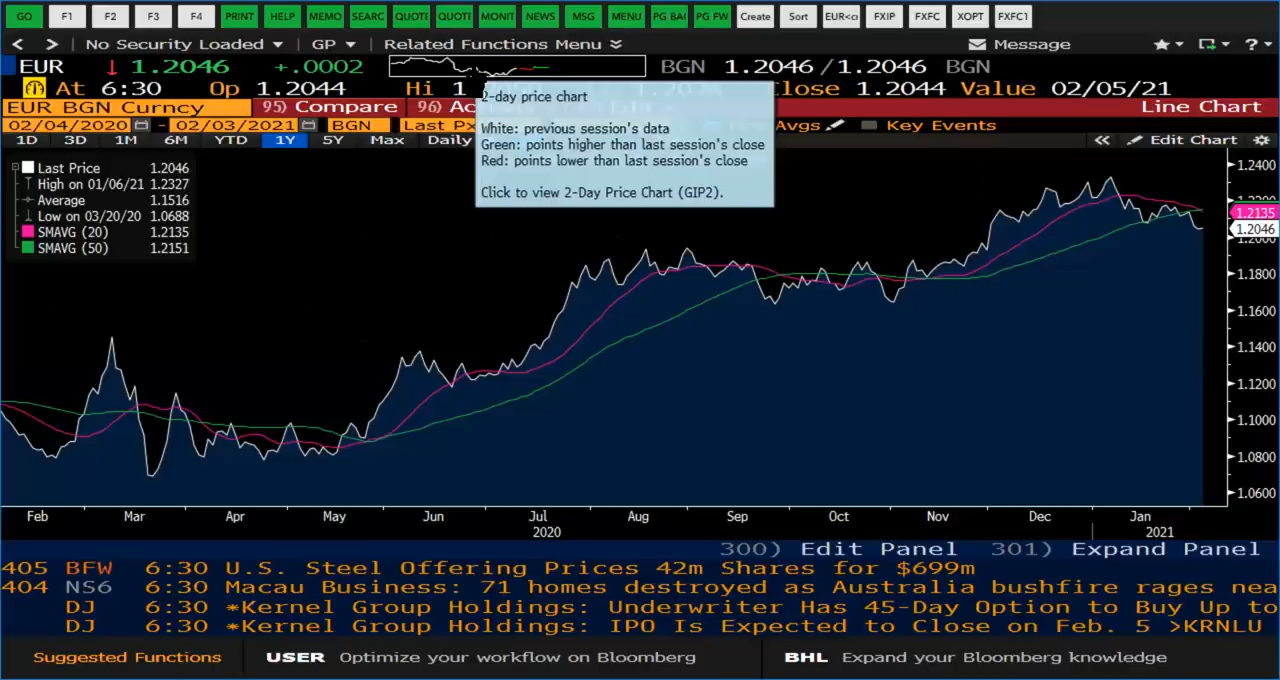 GO F1 F2 F3 F4 PRINT HELP MEMO SEARC QUOTE QUOTI MONIT NEWS MSG MENU PG BA PG FW Create Sort EUR<cı FXIP FXFC XOPT FXFC1
No Security Loaded GP Related Functions Menu Message
EUR ↓ 1.2046 +.0002 BGN 1.2046 / 1.2046 BGN
At 6:30 Op 1.2044 Hi 1 Close 1.2044 Value 02/05/21
EUR BGN Curncy 95) Compare 96) Ac Line Chart
02/04/2020 - 02/03/2021 BGN Last Px Avgs Key Events
1D 3D 1M 6M YTD 1Y 5Y Max Daily « Edit Chart
2-day price chart
White: previous session's data
Green: points higher than last session's close
Red: points lower than last session's close
Click to view 2-Day Price Chart (GIP2).
Last Price 1.2046
High on 01/06/21 1.2327
Average 1.1516
Low on 03/20/20 1.0688
SMAVG (20) 1.2135
SMAVG (50) 1.2151
1.2400
1.2135
1.2046
1.2000
1.1800
1.1600
1.1400
1.1200
1.1000
1.0800
1.0600
Feb Mar Apr May Jun Jul Aug Sep Oct Nov Dec Jan
2020 2021
300) Edit Panel 301) Expand Panel
405 BFW 6:30 U.S. Steel Offering Prices 42m Shares for $699m
404 NS6 6:30 Macau Business: 71 homes destroyed as Australia bushfire rages nea
DJ 6:30 *Kernel Group Holdings: Underwriter Has 45-Day Option to Buy Up to
DJ 6:30 *Kernel Group Holdings: IPO Is Expected to Close on Feb. 5 >KRNLU
Suggested Functions USER Optimize your workflow on Bloomberg BHL Expand your Bloomberg knowledge